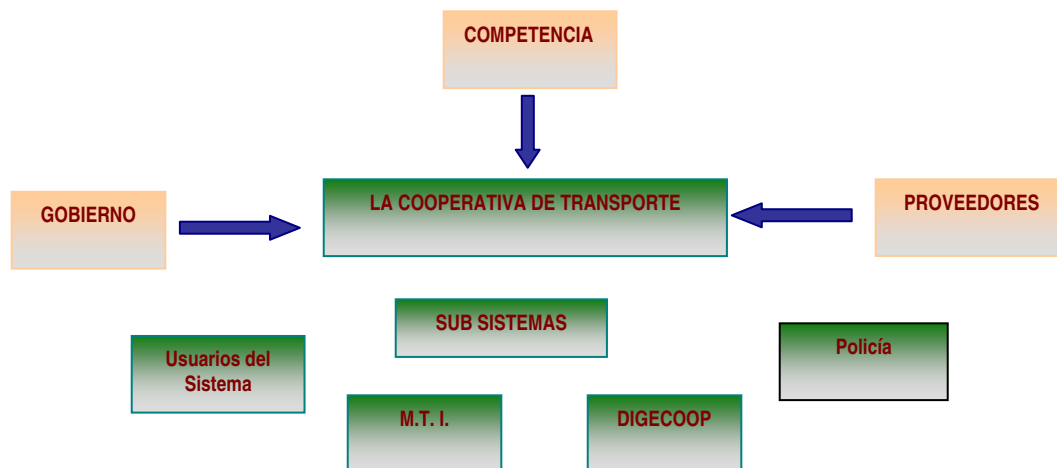 COMPETENCIA
LA COOPERATIVA DE TRANSPORTE
GOBIERNO
PROVEEDORES
SUB SISTEMAS
Usuarios del
Sistema
Policía
M.T. I.
DIGECOOP